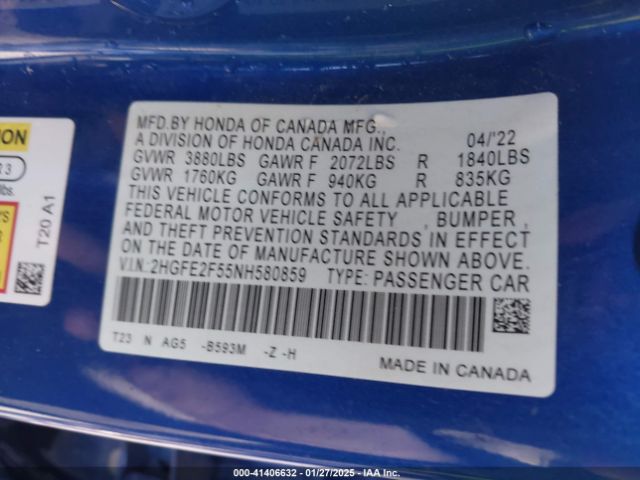 ION
R 3
lbs.
'S
T20 A1
MFD.BY HONDA OF CANADA MFG.,
A DIVISION OF HONDA CANADA INC. 04/'22
GVWR 3880LBS GAWR F 2072LBS R 1840LBS
GVWR 1760KG GAWR F 940KG R 835KG
THIS VEHICLE CONFORMS TO ALL APPLICABLE
FEDERAL MOTOR VEHICLE SAFETY , BUMPER ,
AND THEFT PREVENTION STANDARDS IN EFFECT
ON THE DATE OF MANUFACTURE SHOWN ABOVE.
V.I.N:2HGFE2F55NH580859 TYPE: PASSENGER CAR
T23 N AG5 -B593M -Z -H
MADE IN CANADA
000-41406632 — 01/27/2025 — IAA Inc.